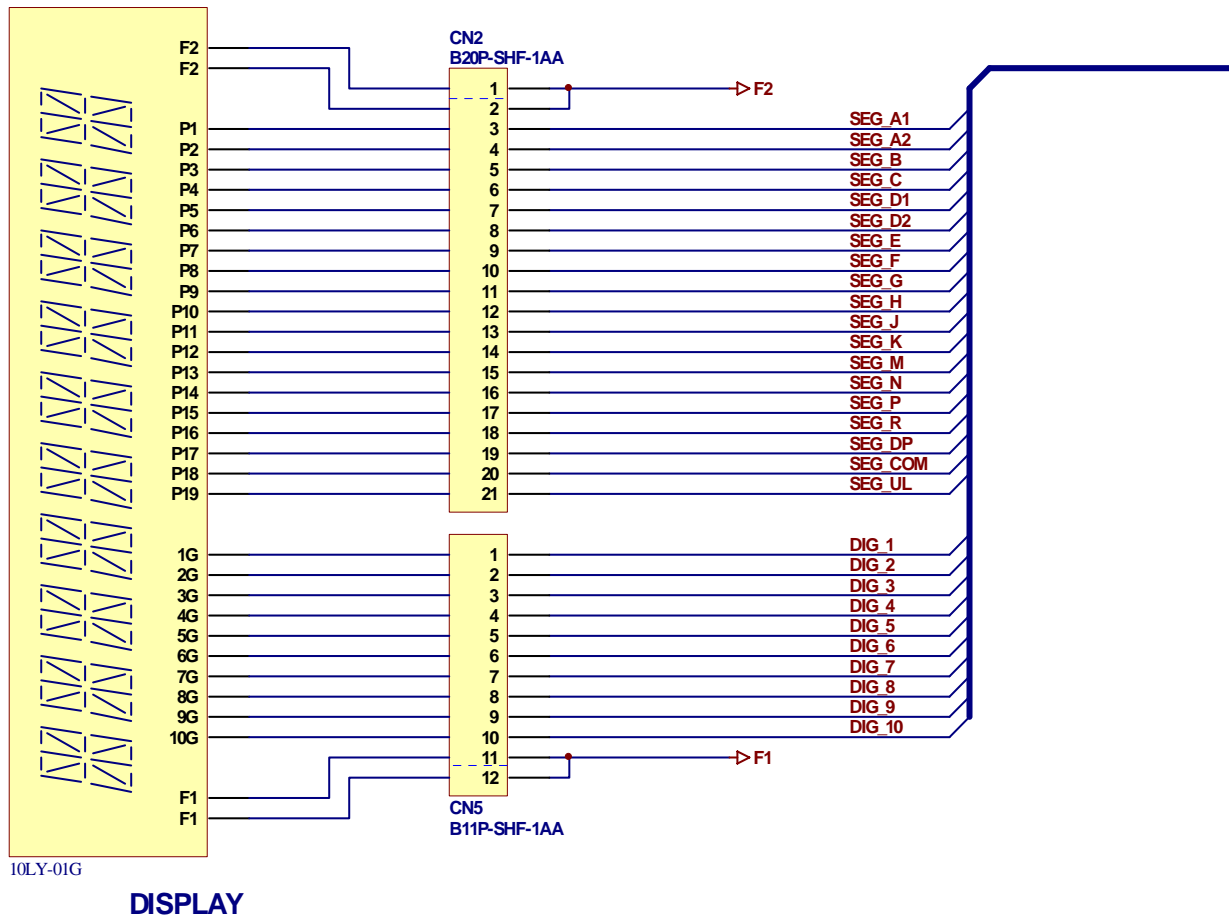 CN2
B20P-SHF-1AA
F2
F2
1
F2
2
P1 3 SEG_A1
P2 4 SEG_A2
P3 5 SEG_B
P4 6 SEG_C
P5 7 SEG_D1
P6 8 SEG_D2
P7 9 SEG_E
P8 10 SEG_F
P9 11 SEG_G
P10 12 SEG_H
P11 13 SEG_J
P12 14 SEG_K
P13 15 SEG_M
P14 16 SEG_N
P15 17 SEG_P
P16 18 SEG_R
P17 19 SEG_DP
P18 20 SEG_COM
P19 21 SEG_UL
1G 1 DIG_1
2G 2 DIG_2
3G 3 DIG_3
4G 4 DIG_4
5G 5 DIG_5
6G 6 DIG_6
7G 7 DIG_7
8G 8 DIG_8
9G 9 DIG_9
10G 10 DIG_10
11 F1
12
F1
F1
CN5
B11P-SHF-1AA
10LY-01G
DISPLAY